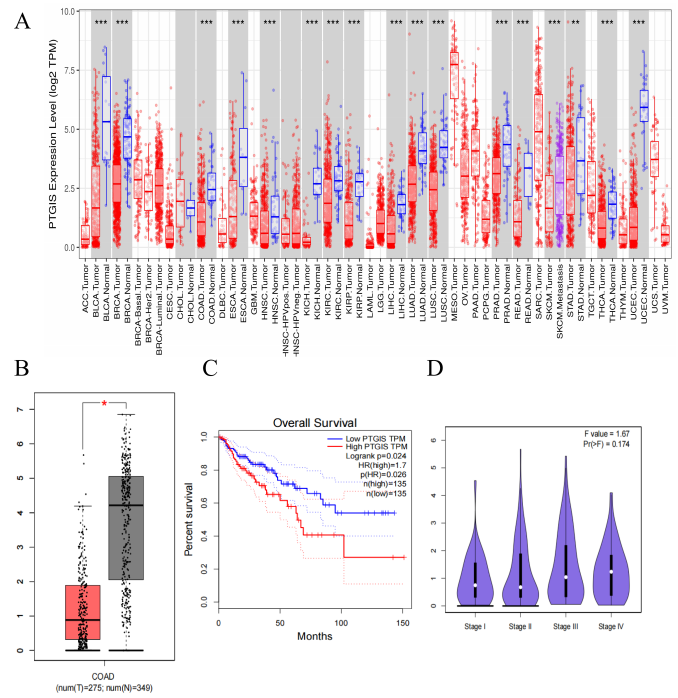 A
PTGIS Expression Level (log2 TPM)
10.0
7.5
5.0
2.5
0.0
*** *** *** *** *** *** *** *** *** *** *** *** *** *** ** *** ***
ACC.Tumor
BLCA.Tumor
BLCA.Normal
BRCA.Tumor
BRCA.Normal
BRCA-Basal.Tumor
BRCA-Her2.Tumor
BRCA-Luminal.Tumor
CESC.Tumor
CHOL.Tumor
CHOL.Normal
COAD.Tumor
COAD.Normal
DLBC.Tumor
ESCA.Tumor
ESCA.Normal
GBM.Tumor
HNSC.Tumor
HNSC.Normal
HNSC-HPVpos.Tumor
HNSC-HPVneg.Tumor
KICH.Tumor
KICH.Normal
KIRC.Tumor
KIRC.Normal
KIRP.Tumor
KIRP.Normal
LAML.Tumor
LGG.Tumor
LIHC.Tumor
LIHC.Normal
LUAD.Tumor
LUAD.Normal
LUSC.Tumor
LUSC.Normal
MESO.Tumor
OV.Tumor
PAAD.Tumor
PCPG.Tumor
PRAD.Tumor
PRAD.Normal
READ.Tumor
READ.Normal
SARC.Tumor
SKCM.Tumor
SKCM.Metastasis
STAD.Tumor
STAD.Normal
TGCT.Tumor
THCA.Tumor
THCA.Normal
THYM.Tumor
UCEC.Tumor
UCEC.Normal
UCS.Tumor
UVM.Tumor
B
*
7
6
5
4
3
2
1
0
COAD
(num(T)=275; num(N)=349)
C
Overall Survival
Low PTGIS TPM
High PTGIS TPM
Logrank p=0.024
HR(high)=1.7
p(HR)=0.026
n(high)=135
n(low)=135
Percent survival
1.0
0.8
0.6
0.4
0.2
0.0
0 50 100 150
Months
D
F value = 1.67
Pr(>F) = 0.174
6
5
4
3
2
1
0
Stage I Stage II Stage III Stage IV